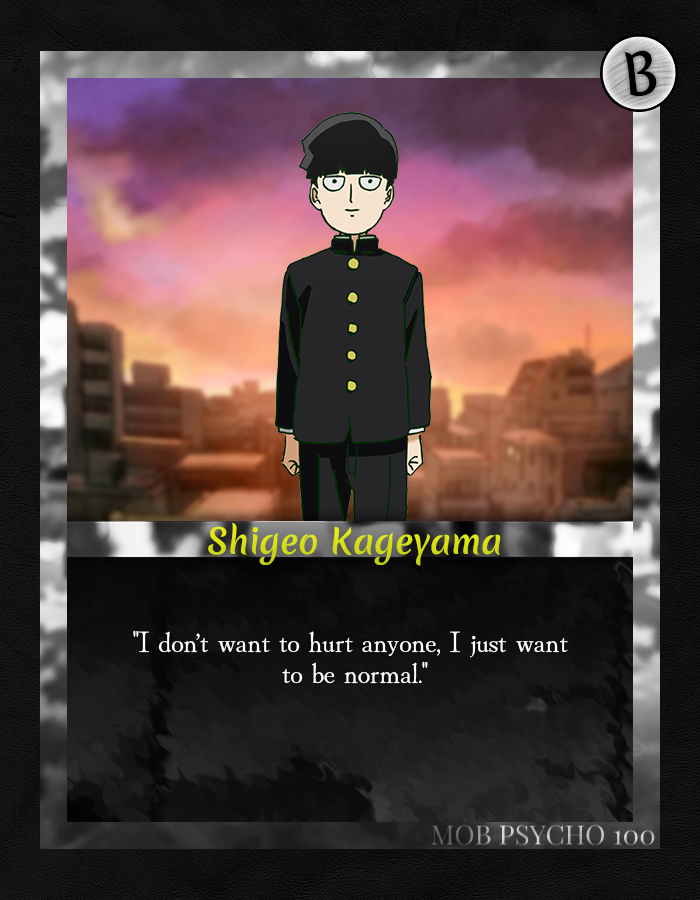 B
Shigeo Kageyama
"I don't want to hurt anyone, I just want
to be normal."
MOB PSYCHO 100